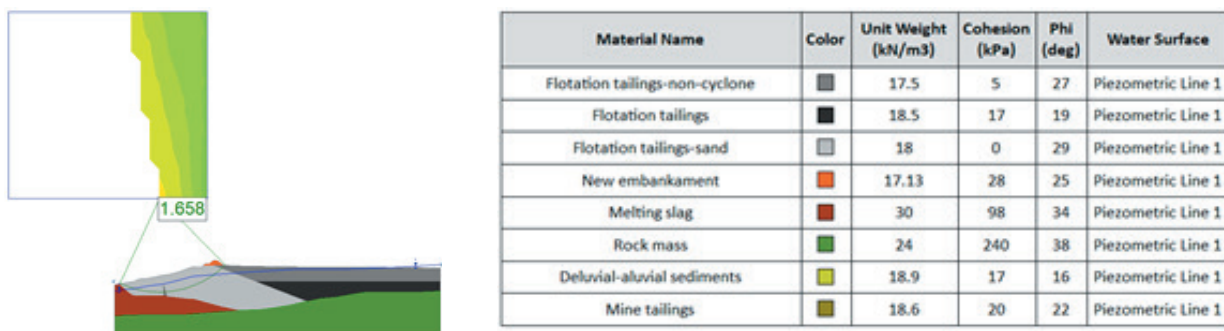 1.658
Material Name Color Unit Weight (kN/m3) Cohesion (kPa) Phi (deg) Water Surface
Flotation tailings-non-cyclone 17.5 5 27 Piezometric Line 1
Flotation tailings 18.5 17 19 Piezometric Line 1
Flotation tailings-sand 18 0 29 Piezometric Line 1
New embankament 17.13 28 25 Piezometric Line 1
Melting slag 30 98 34 Piezometric Line 1
Rock mass 24 240 38 Piezometric Line 1
Deluvial-aluvial sediments 18.9 17 16 Piezometric Line 1
Mine tailings 18.6 20 22 Piezometric Line 1